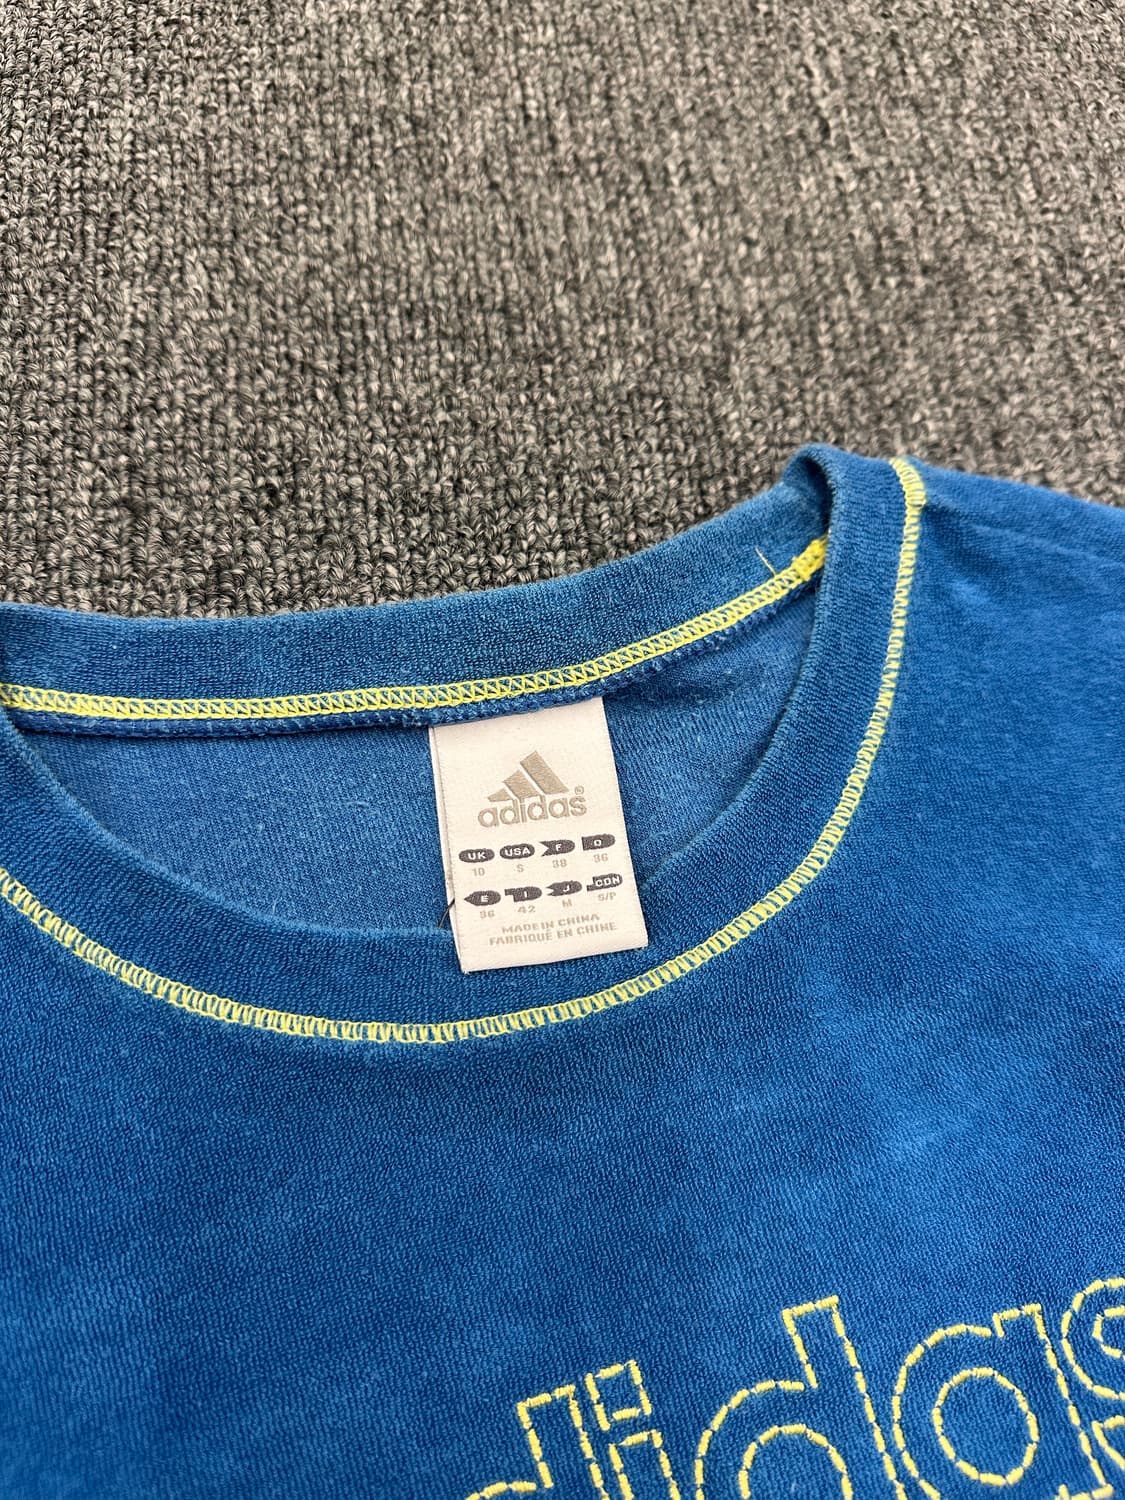 adidas®
UK USA F D
10 S 38 36
E I J CDN
36 42 M S/P
MADE IN CHINA
FABRIQUÉ EN CHINE
didas